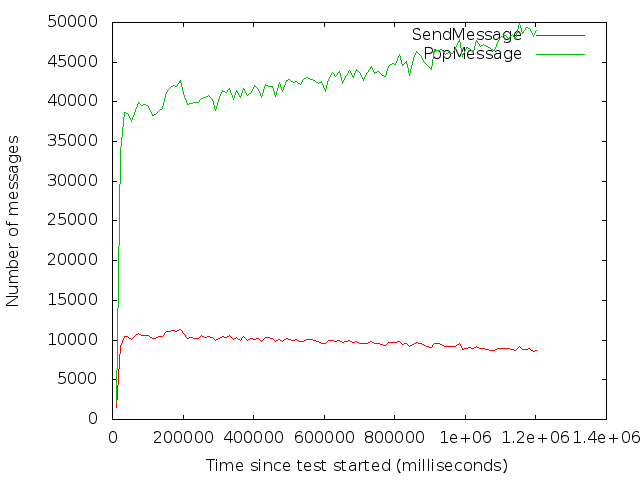 50000
45000
40000
35000
30000
25000
20000
15000
10000
5000
0
Number of messages
SendMessage
PopMessage
0 200000 400000 600000 800000 1e+06 1.2e+06 1.4e+06
Time since test started (milliseconds)